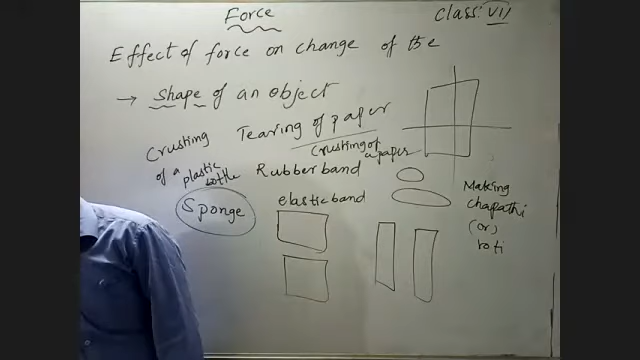 Force
Class: VII
Effect of force on change of the
→ Shape of an object
Crusting
of a plastic
bottle
Tearing of paper
Crusting of
a paper
Rubber band
Sponge
elastic band
Making
chapathi
(or)
roti